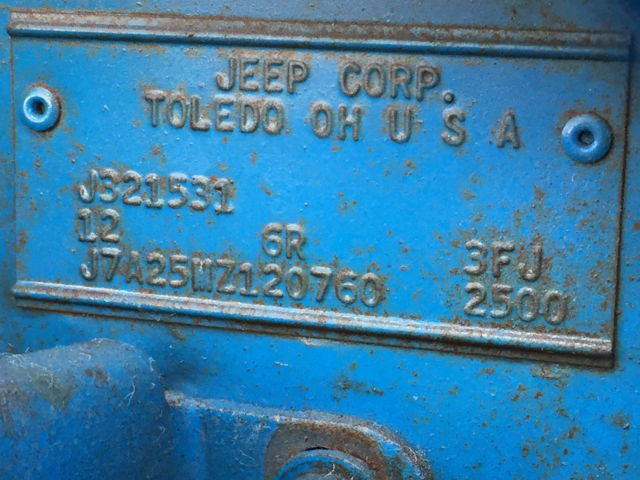 JEEP CORP.
TOLEDO OH U S A
J321531
12 6R 3FJ
J7A25MZ120760 2500